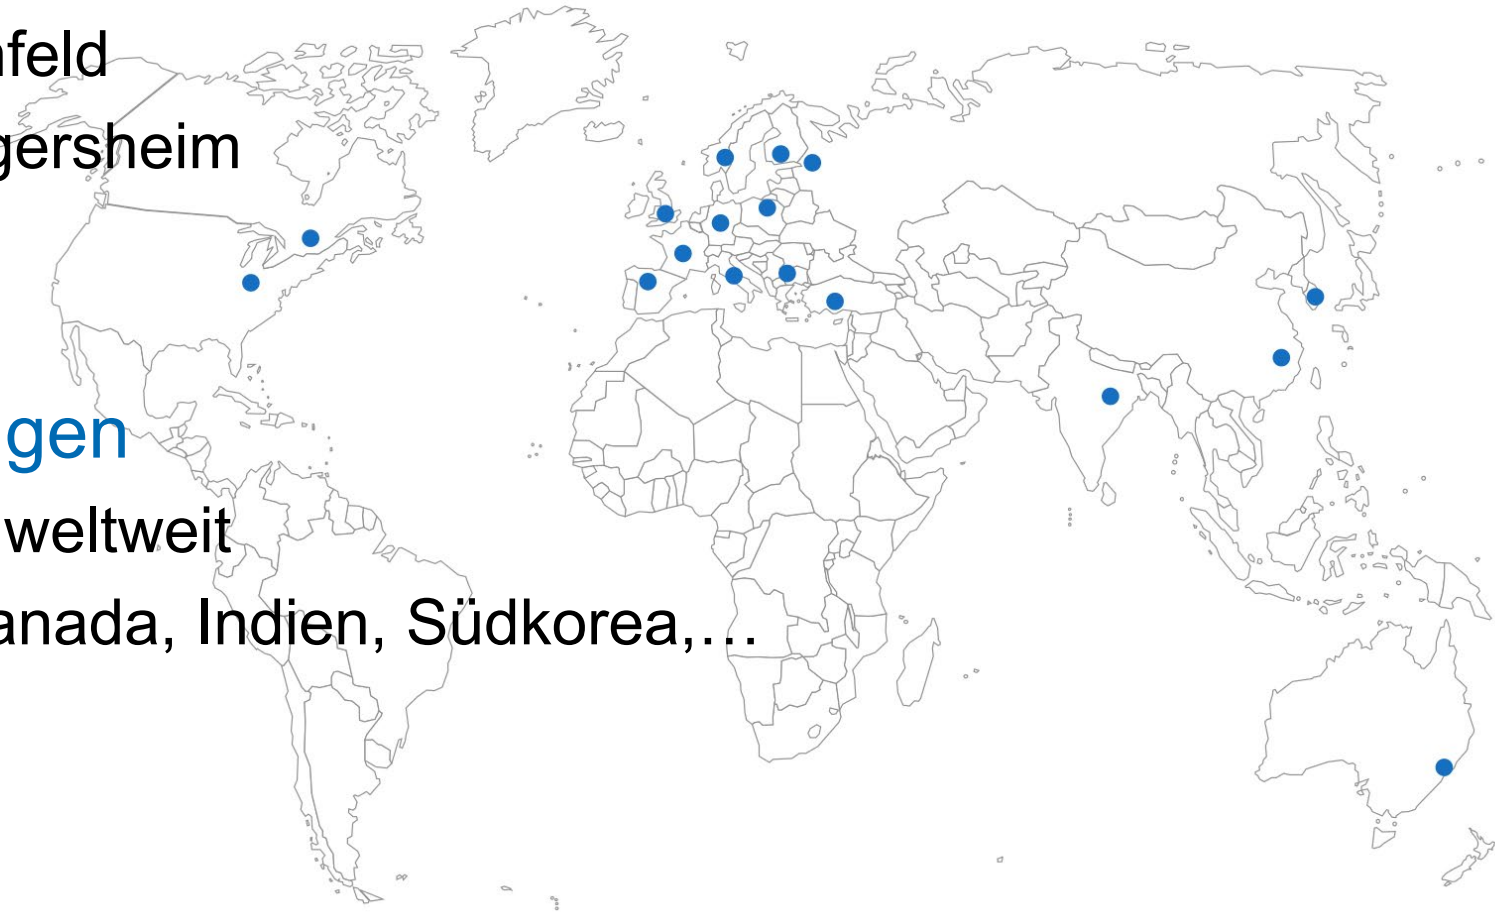 nfeld
gersheim
gen
weltweit
anada, Indien, Südkorea,…